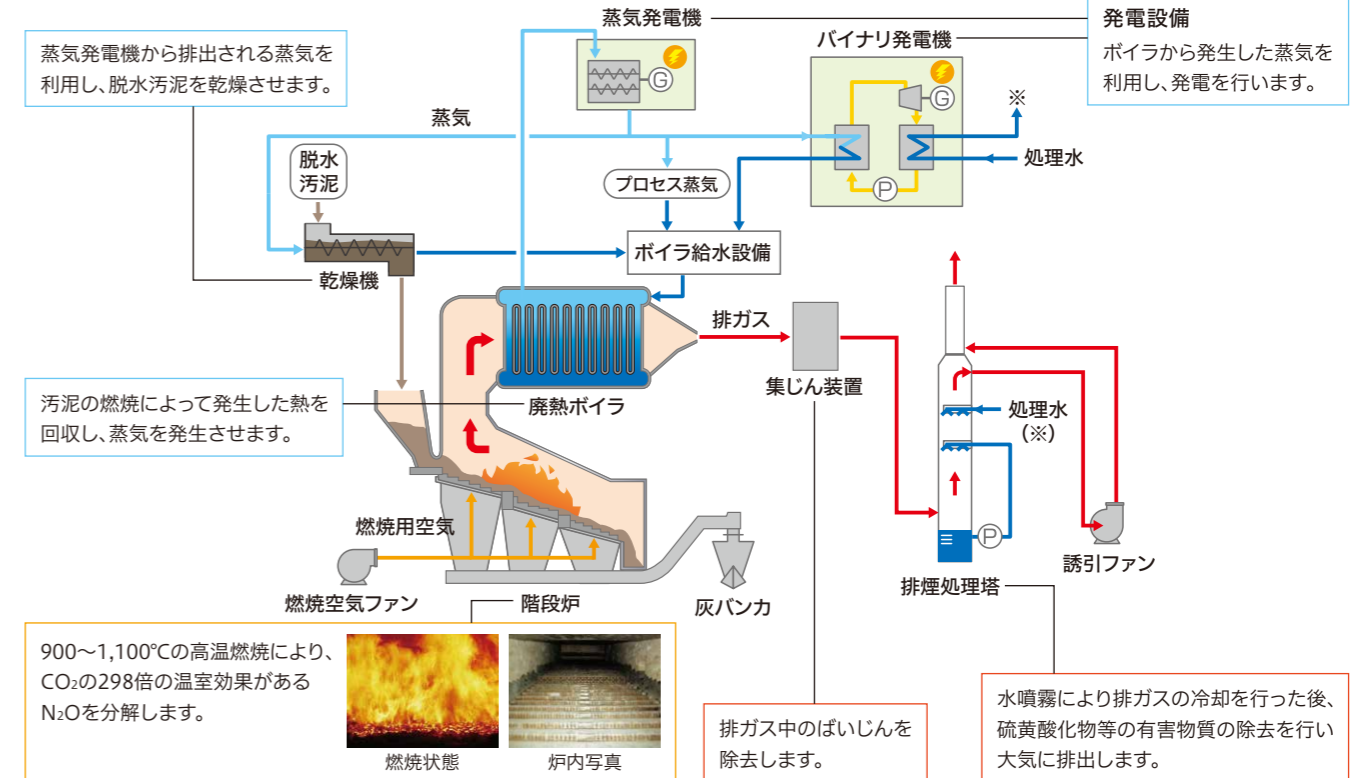 蒸気発電機
発電設備
ボイラから発生した蒸気を
利用し、発電を行います。
バイナリ発電機
蒸気発電機から排出される蒸気を
利用し、脱水汚泥を乾燥させます。
G
G
※
蒸気
処理水
脱水
汚泥
プロセス蒸気
P
ボイラ給水設備
乾燥機
排ガス
集じん装置
汚泥の燃焼によって発生した熱を
回収し、蒸気を発生させます。
廃熱ボイラ
処理水
（※）
燃焼用空気
P
誘引ファン
排煙処理塔
燃焼空気ファン
階段炉
灰バンカ
900〜1,100℃の高温燃焼により、
CO₂の298倍の温室効果がある
N₂Oを分解します。
燃焼状態
炉内写真
排ガス中のばいじんを
除去します。
水噴霧により排ガスの冷却を行った後、
硫黄酸化物等の有害物質の除去を行い
大気に排出します。